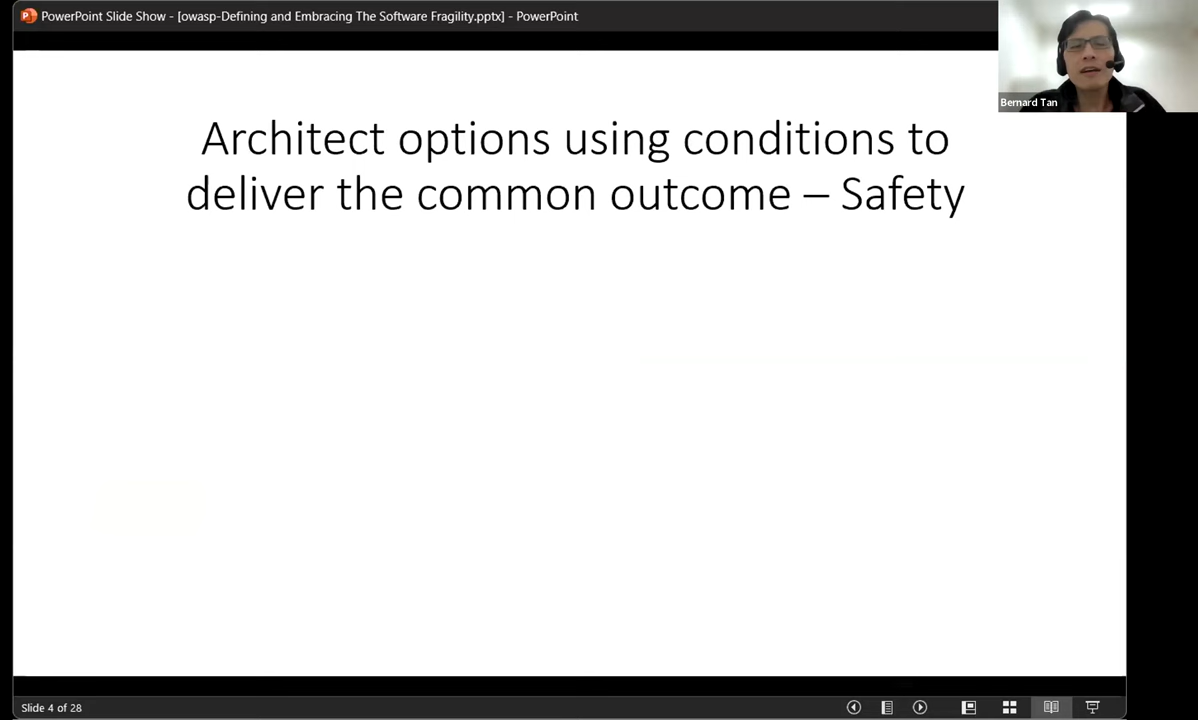 PowerPoint Slide Show - [owasp-Defining and Embracing The Software Fragility.pptx] - PowerPoint
Bernard Tan
Architect options using conditions to
deliver the common outcome – Safety
Slide 4 of 28